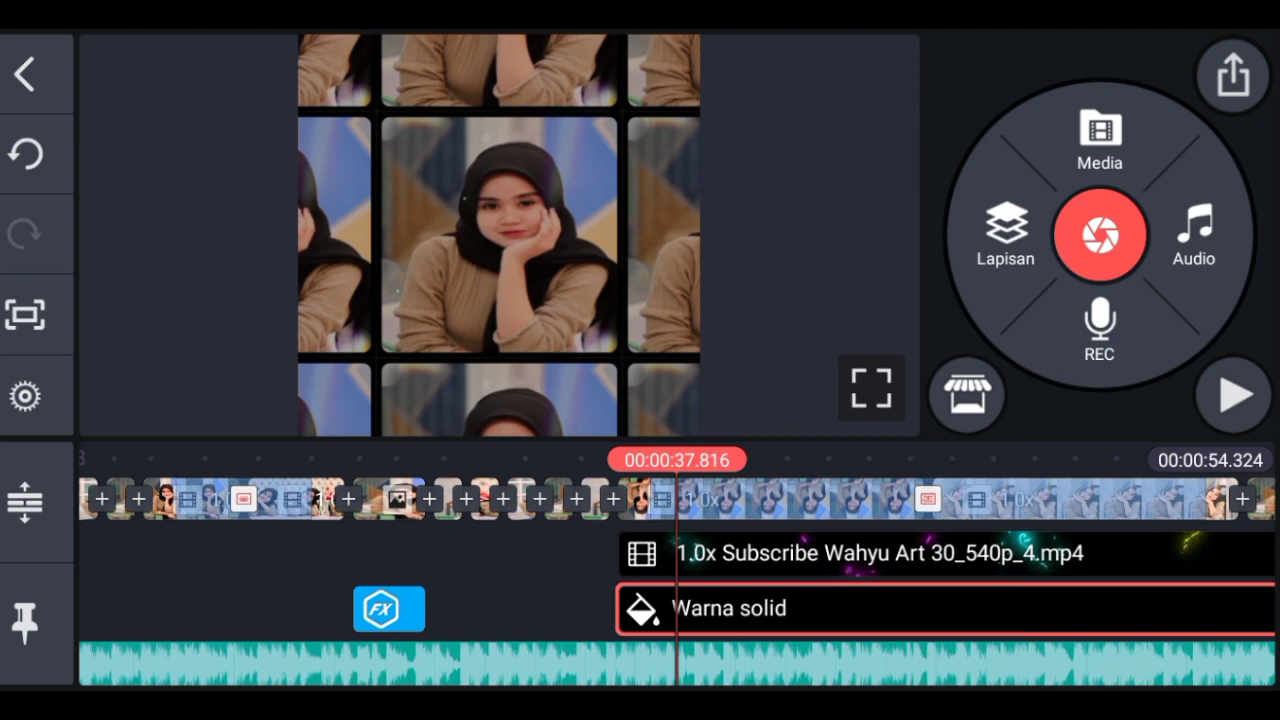 Media
Lapisan
Audio
REC
00:00:37.816
00:00:54.324
1.0x
1.0x
1.0x Subscribe Wahyu Art 30_540p_4.mp4
FX
Warna solid